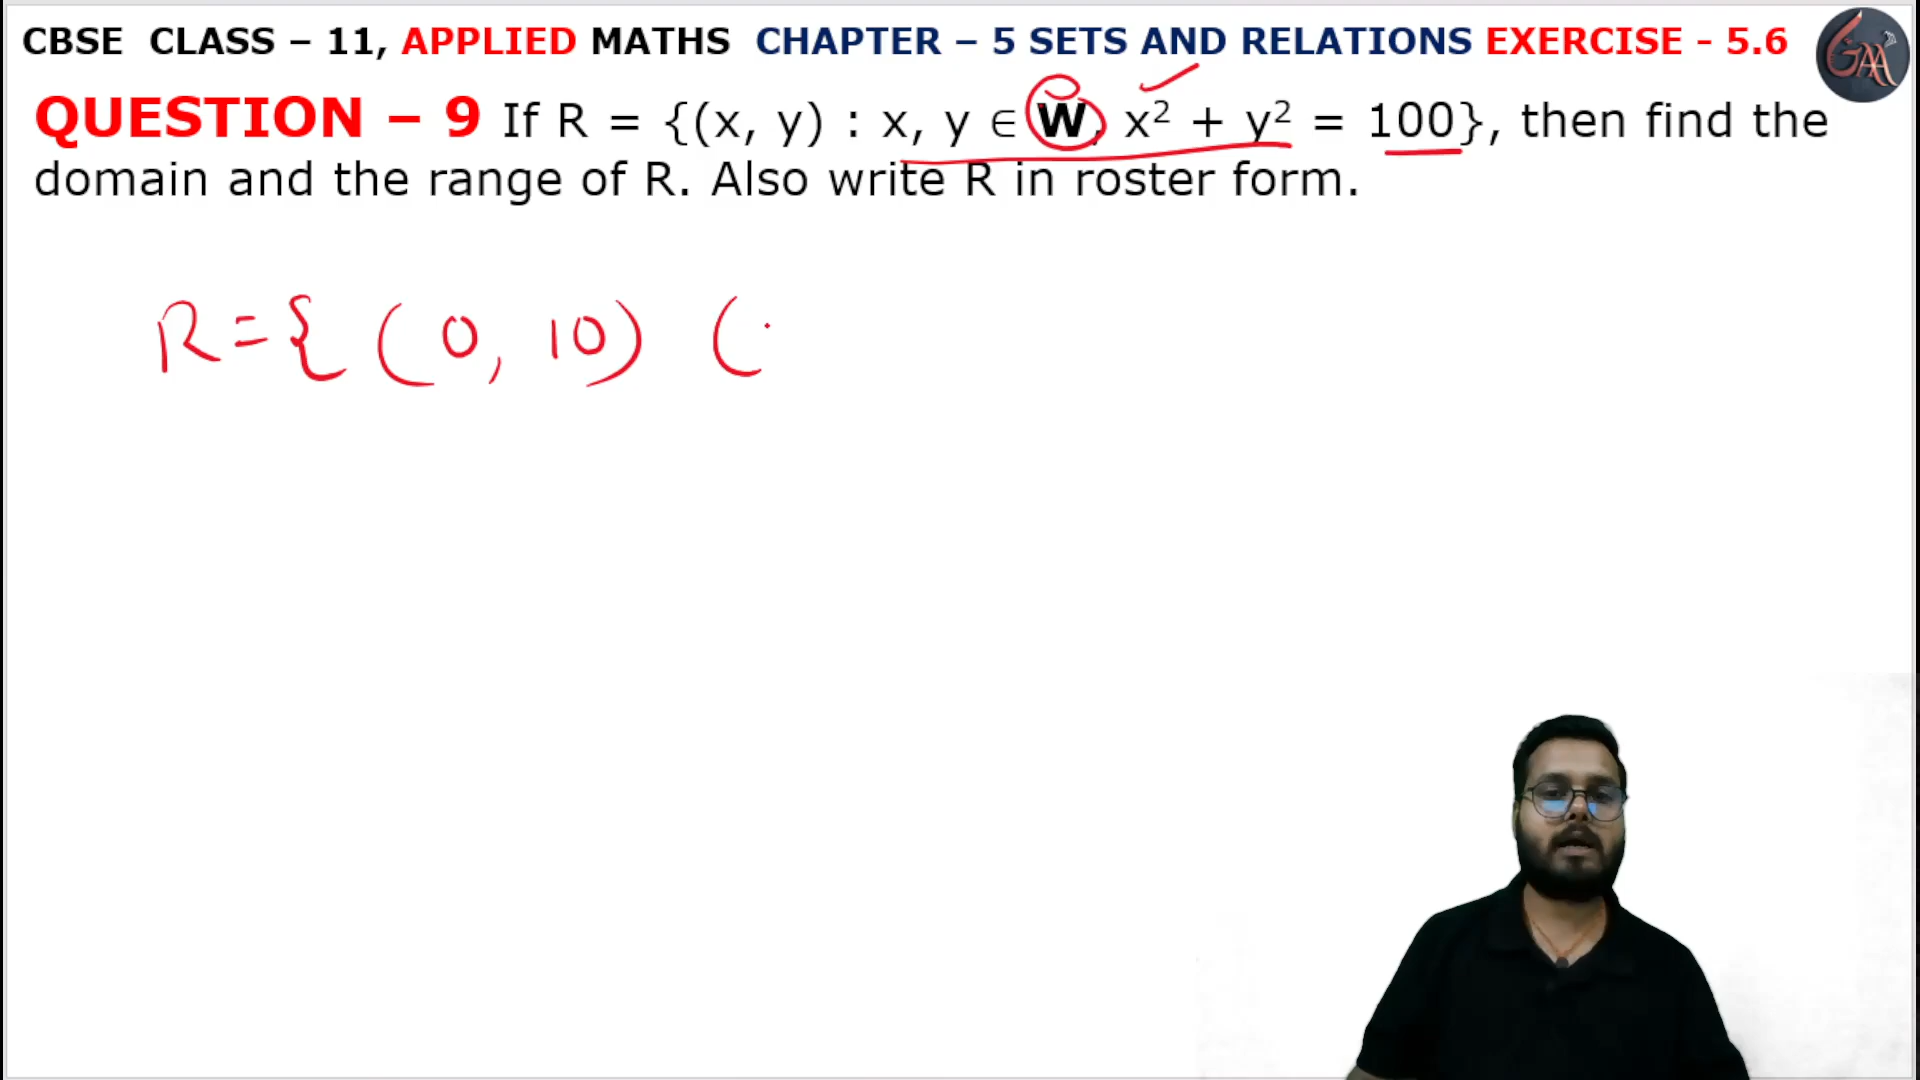 CBSE CLASS – 11, APPLIED MATHS CHAPTER – 5 SETS AND RELATIONS EXERCISE - 5.6
QUESTION – 9 If R = {(x, y) : x, y ∈ W, x² + y² = 100}, then find the
domain and the range of R. Also write R in roster form.
R = { (0, 10) (